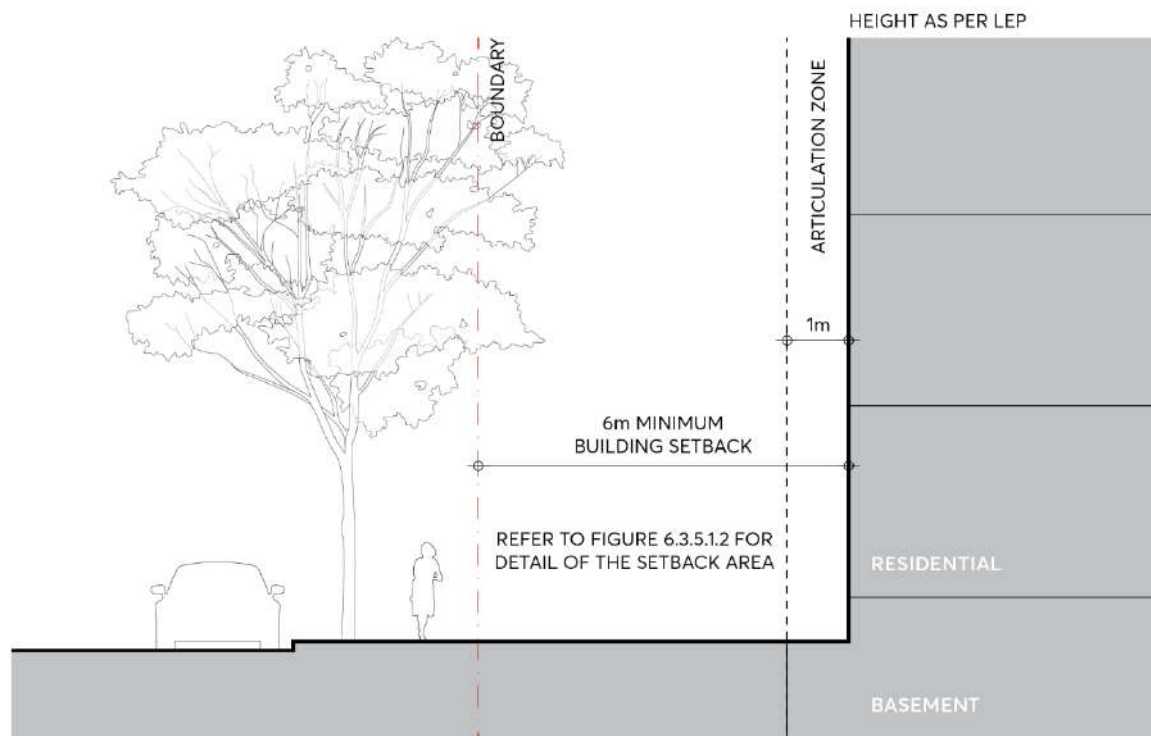 HEIGHT AS PER LEP
BOUNDARY
ARTICULATION ZONE
1m
6m MINIMUM
BUILDING SETBACK
REFER TO FIGURE 6.3.5.1.2 FOR
DETAIL OF THE SETBACK AREA
RESIDENTIAL
BASEMENT